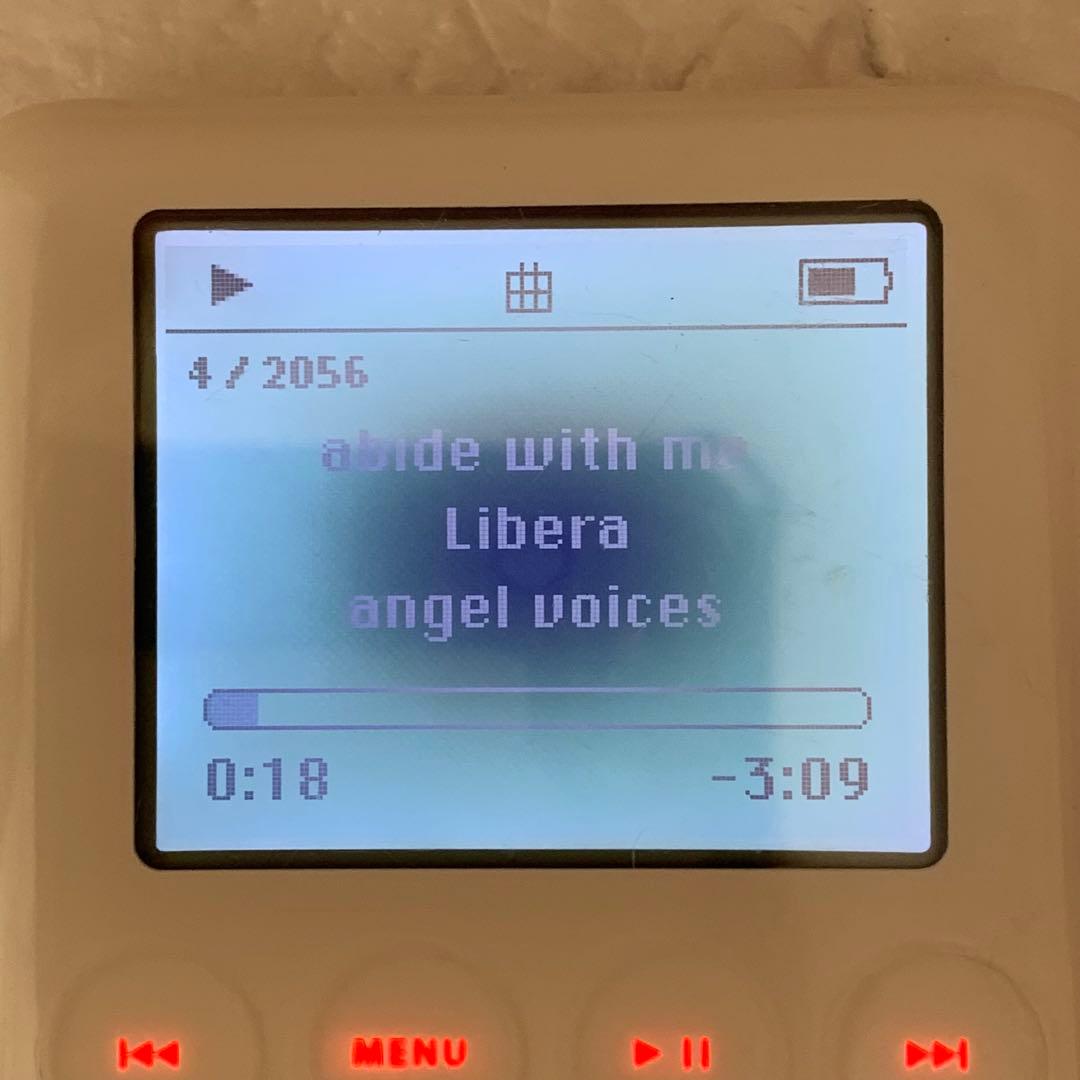 4/2056
abide with me
Libera
angel voices
0:18 -3:09
MENU